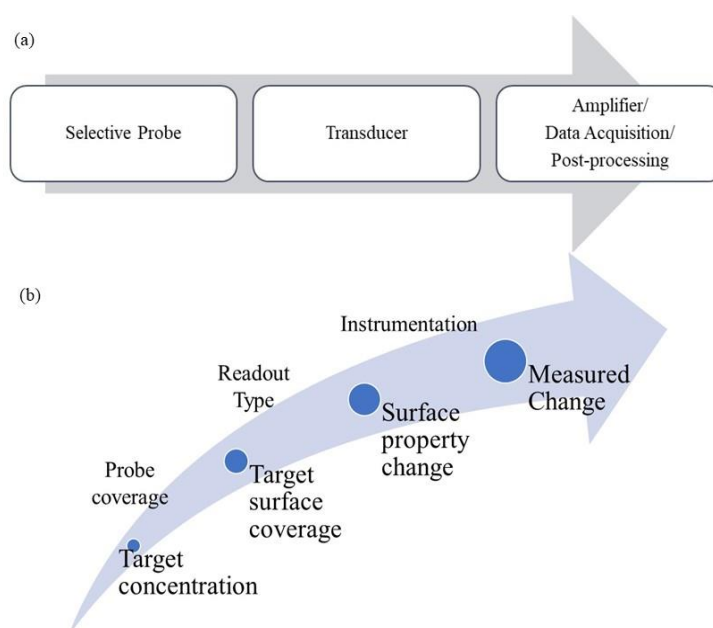 (a)
Selective Probe
Transducer
Amplifier/
Data Acquisition/
Post-processing
(b)
Instrumentation
Readout
Type
Probe
coverage
Measured
Change
Surface
property
change
Target
surface
coverage
Target
concentration